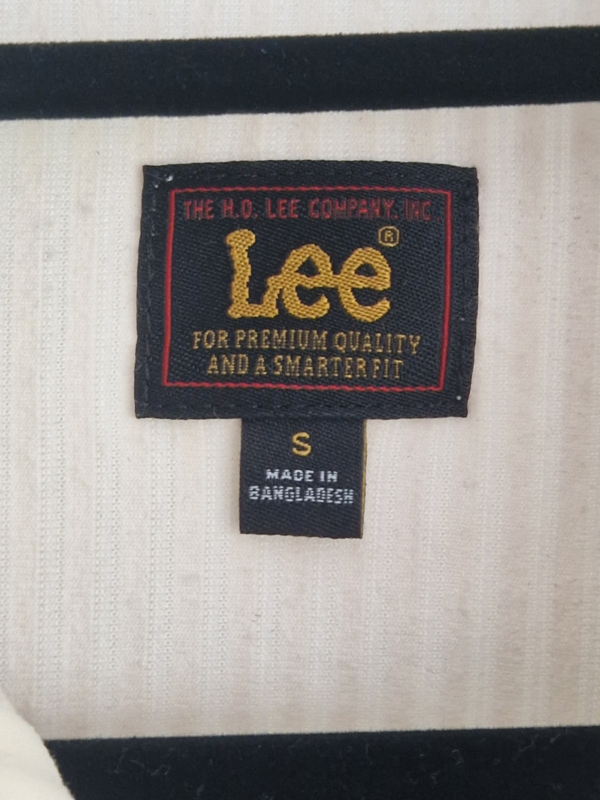 THE H.D. LEE COMPANY, INC
Lee®
FOR PREMIUM QUALITY
AND A SMARTER FIT
S
MADE IN
BANGLADESH